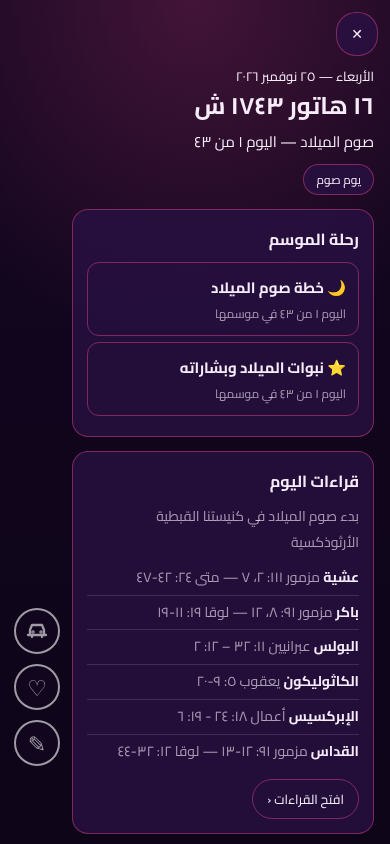 ×
الأربعاء — ٢٥ نوفمبر ٢٠٢٦
١٦ هاتور ١٧٤٣ ش
صوم الميلاد — اليوم ١ من ٤٣
يوم صوم
رحلة الموسم
🌙 خطة صوم الميلاد
اليوم ١ من ٤٣ في موسمها
⭐ نبوات الميلاد وبشاراته
اليوم ١ من ٤٣ في موسمها
قراءات اليوم
بدء صوم الميلاد في كنيستنا القبطية
الأرثوذكسية
عشية مزمور ١١١: ٢، ٧ — متى ٢٤: ٤٢-٤٧
باكر مزمور ٩١: ٨، ١٢ — لوقا ١٩: ١١-١٩
البولس عبرانيين ١١: ٣٢ – ١٢: ٢
الكاثوليكون يعقوب ٥: ٩-٢٠
الإبركسيس أعمال ١٨: ٢٤ - ١٩: ٦
القداس مزمور ٩١: ١٢-١٣ — لوقا ١٢: ٣٢-٤٤
افتح القراءات ‹